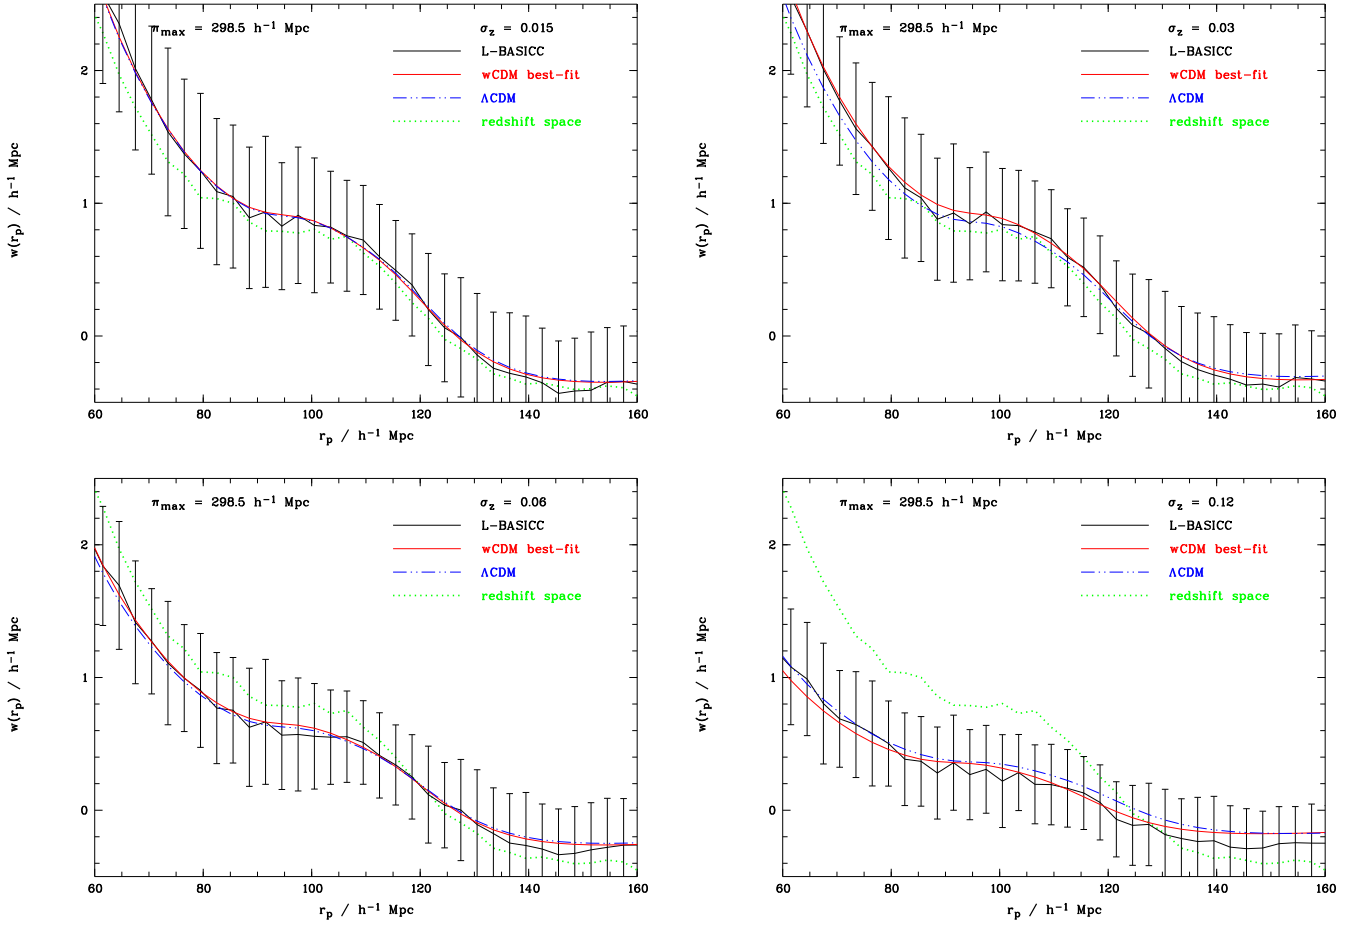 π_max = 298.5 h⁻¹ Mpc σ_z = 0.015
L-BASICC
wCDM best-fit
ΛCDM
redshift space
2
1
0
w(r_p) / h⁻¹ Mpc
60 80 100 120 140 160
r_p / h⁻¹ Mpc
π_max = 298.5 h⁻¹ Mpc σ_z = 0.03
L-BASICC
wCDM best-fit
ΛCDM
redshift space
2
1
0
w(r_p) / h⁻¹ Mpc
60 80 100 120 140 160
r_p / h⁻¹ Mpc
π_max = 298.5 h⁻¹ Mpc σ_z = 0.06
L-BASICC
wCDM best-fit
ΛCDM
redshift space
2
1
0
w(r_p) / h⁻¹ Mpc
60 80 100 120 140 160
r_p / h⁻¹ Mpc
π_max = 298.5 h⁻¹ Mpc σ_z = 0.12
L-BASICC
wCDM best-fit
ΛCDM
redshift space
2
1
0
w(r_p) / h⁻¹ Mpc
60 80 100 120 140 160
r_p / h⁻¹ Mpc